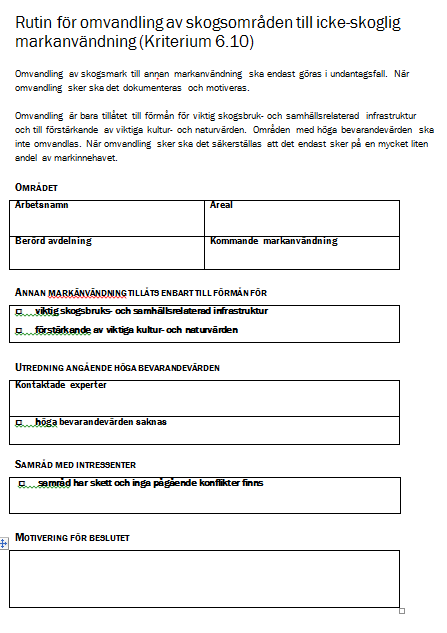 Rutin för omvandling av skogsområden till icke-skoglig
markanvändning (Kriterium 6.10)
Omvandling av skogsmark till annan markanvändning ska endast göras i undantagsfall. När
omvandling sker ska det dokumenteras och motiveras.
Omvandling är bara tillåtet till förmån för viktig skogsbruk- och samhällsrelaterad infrastruktur
och till förstärkande av viktiga kultur- och naturvärden. Områden med höga bevarandevärden ska
inte omvandlas. När omvandling sker ska det säkerställas att det endast sker på en mycket liten
andel av markinnehavet.
OMRÅDET
Arbetsnamn Areal
Berörd avdelning Kommande markanvändning
ANNAN MARKÄNVÄNDNING TILLÅTS ENBART TILL FÖRMÅN FÖR
¤ viktig skogsbruks- och samhällsrelaterad infrastruktur
¤ förstärkande av viktiga kultur- och naturvärden
UTREDNING ANGÅENDE HÖGA BEVARANDEVÄRDEN
Kontaktade experter
¤ höga bevarandevärden saknas
SAMRÅD MED INTRESSENTER
¤ samråd har skett och inga pågående konflikter finns
MOTIVERING FÖR BESLUTET